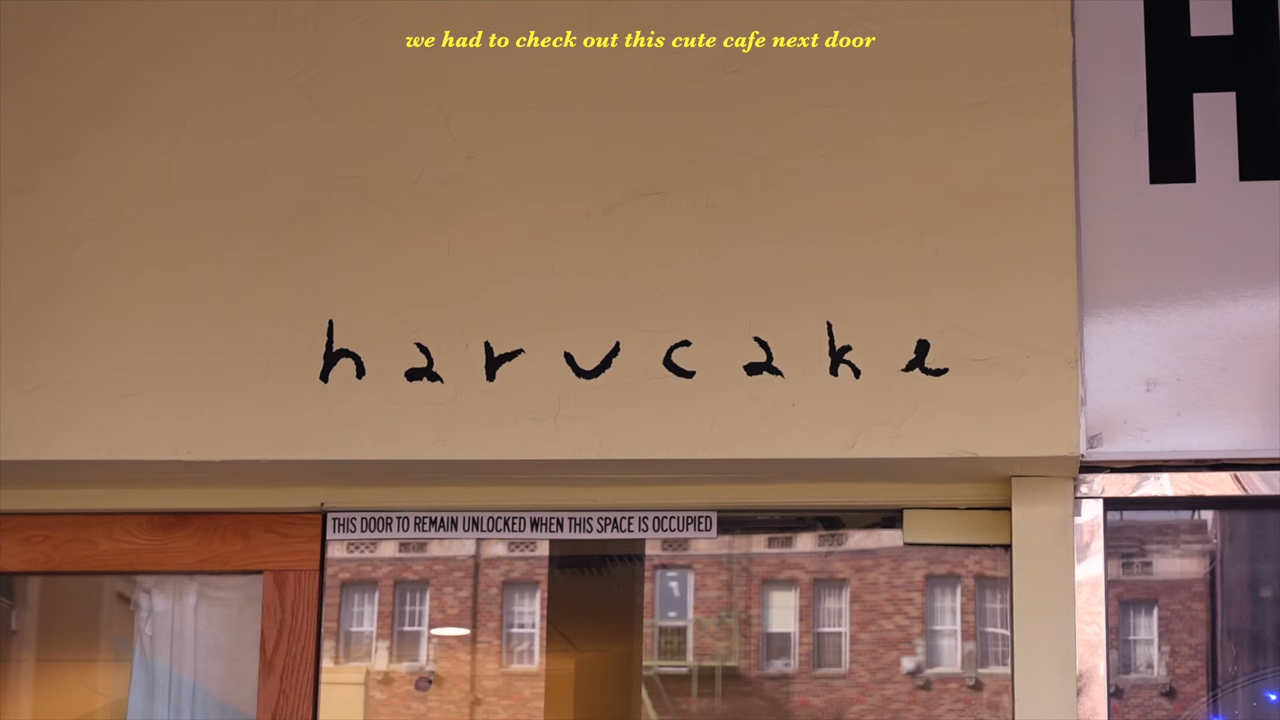 we had to check out this cute cafe next door
harucake
THIS DOOR TO REMAIN UNLOCKED WHEN THIS SPACE IS OCCUPIED